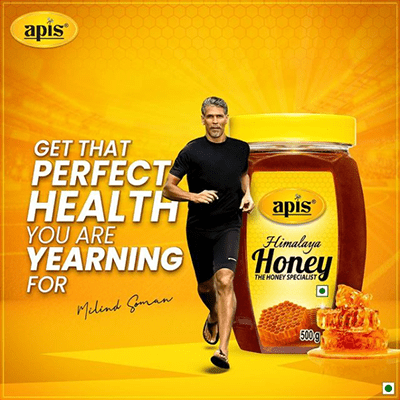 apis®
GET THAT
PERFECT
HEALTH
YOU ARE
YEARNING
FOR
Milind Soman
apis®
Himalaya
Honey
THE HONEY SPECIALIST
500 g